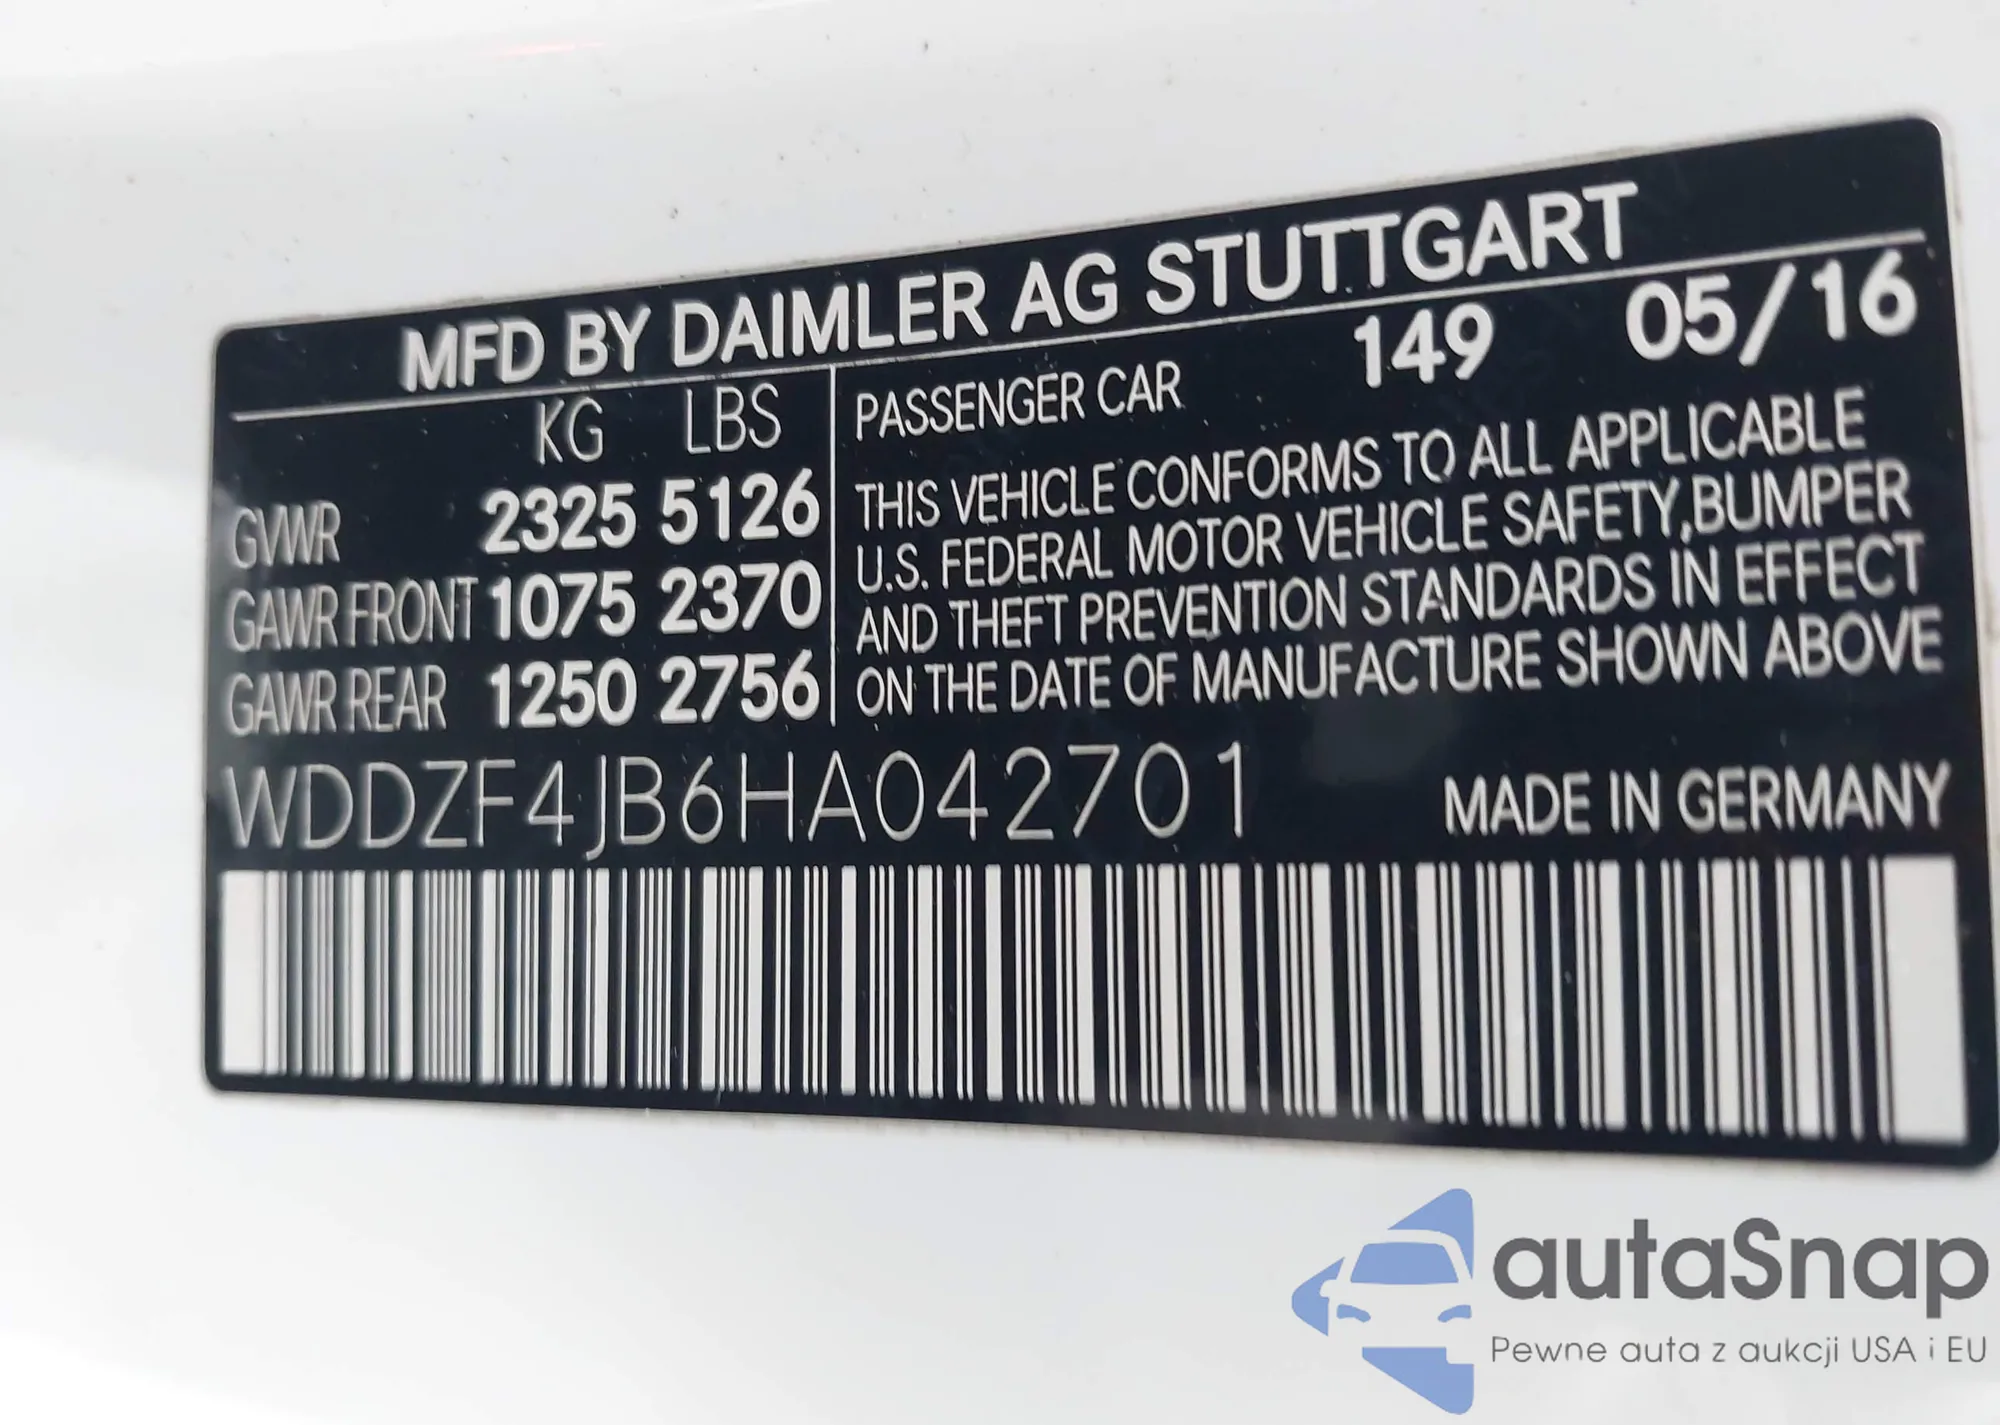 MFD BY DAIMLER AG STUTTGART
KG LBS
GVWR 2325 5126
GAWR FRONT 1075 2370
GAWR REAR 1250 2756
PASSENGER CAR 149 05/16
THIS VEHICLE CONFORMS TO ALL APPLICABLE
U.S. FEDERAL MOTOR VEHICLE SAFETY,BUMPER
AND THEFT PREVENTION STANDARDS IN EFFECT
ON THE DATE OF MANUFACTURE SHOWN ABOVE
WDDZF4JB6HA042701
MADE IN GERMANY
autaSnap
Pewne auta z aukcji USA i EU